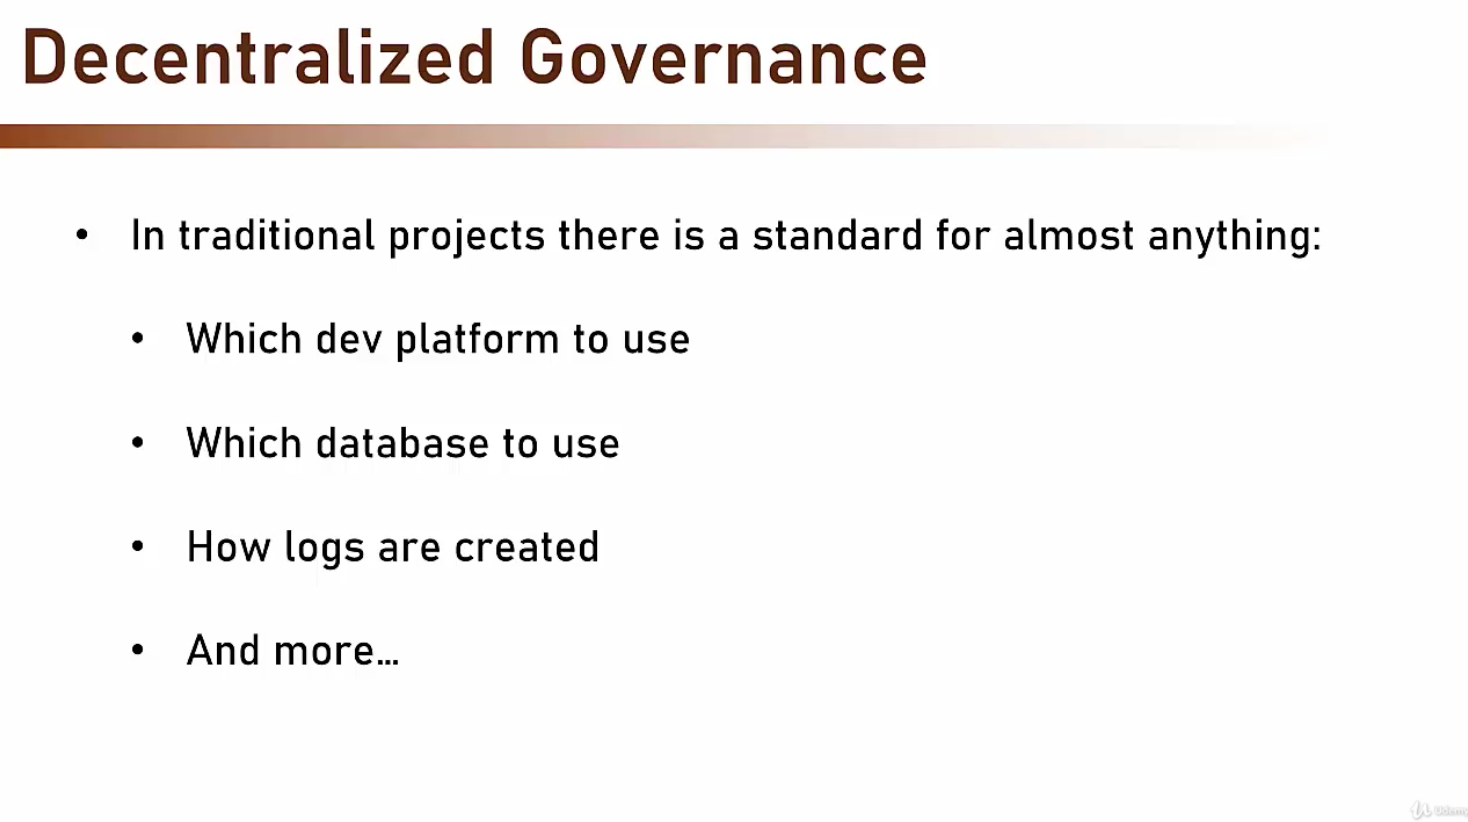 Decentralized Governance
• In traditional projects there is a standard for almost anything:
• Which dev platform to use
• Which database to use
• How logs are created
• And more…
Udemy